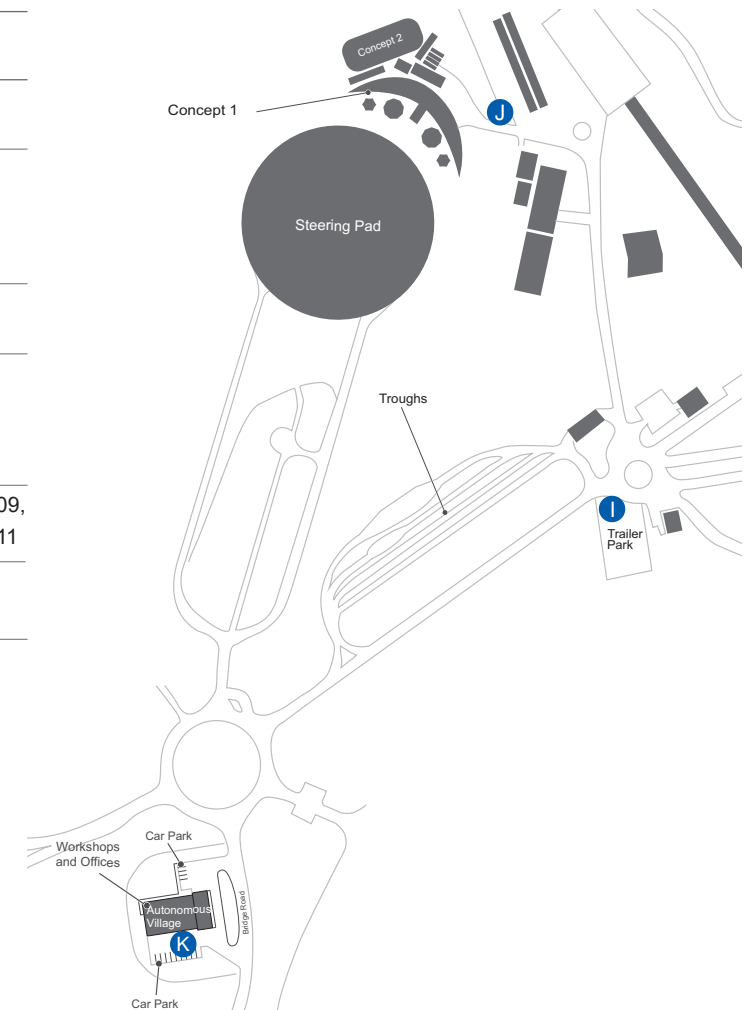 Concept 2
Concept 1
J
Steering Pad
Troughs
09,
11
I
Trailer
Park
Car Park
Workshops
and Offices
Autonomous
Village
Bridge Road
K
Car Park